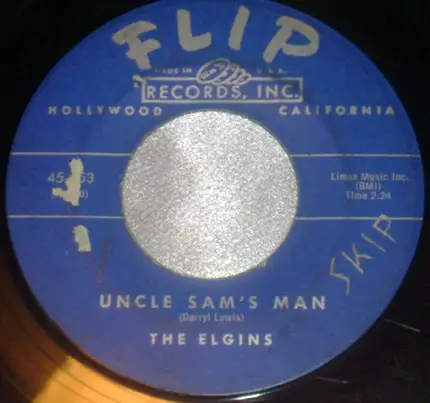 FLIP
MADE IN U.S.A.
RECORDS, INC.
HOLLYWOOD CALIFORNIA
Limax Music Inc.
(BMI)
Time 2:24
SKIP
UNCLE SAM'S MAN
(Darryl Lewis)
THE ELGINS